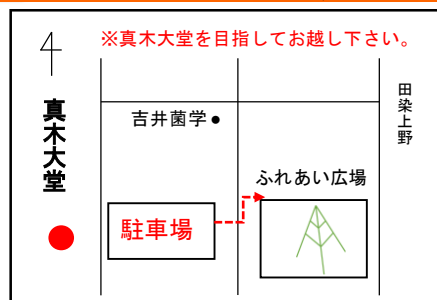 ※真木大堂を目指してお越し下さい。
真木大堂
吉井菌学●
田染上野
ふれあい広場
駐車場